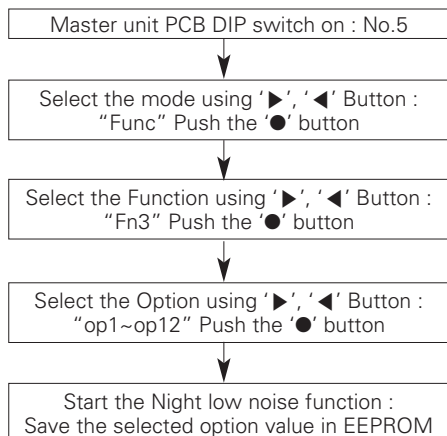 Master unit PCB DIP switch on : No.5
Select the mode using ‘▶’, ‘◀’ Button :
“Func” Push the ‘●’ button
Select the Function using ‘▶’, ‘◀’ Button :
“Fn3” Push the ‘●’ button
Select the Option using ‘▶’, ‘◀’ Button :
“op1~op12” Push the ‘●’ button
Start the Night low noise function :
Save the selected option value in EEPROM